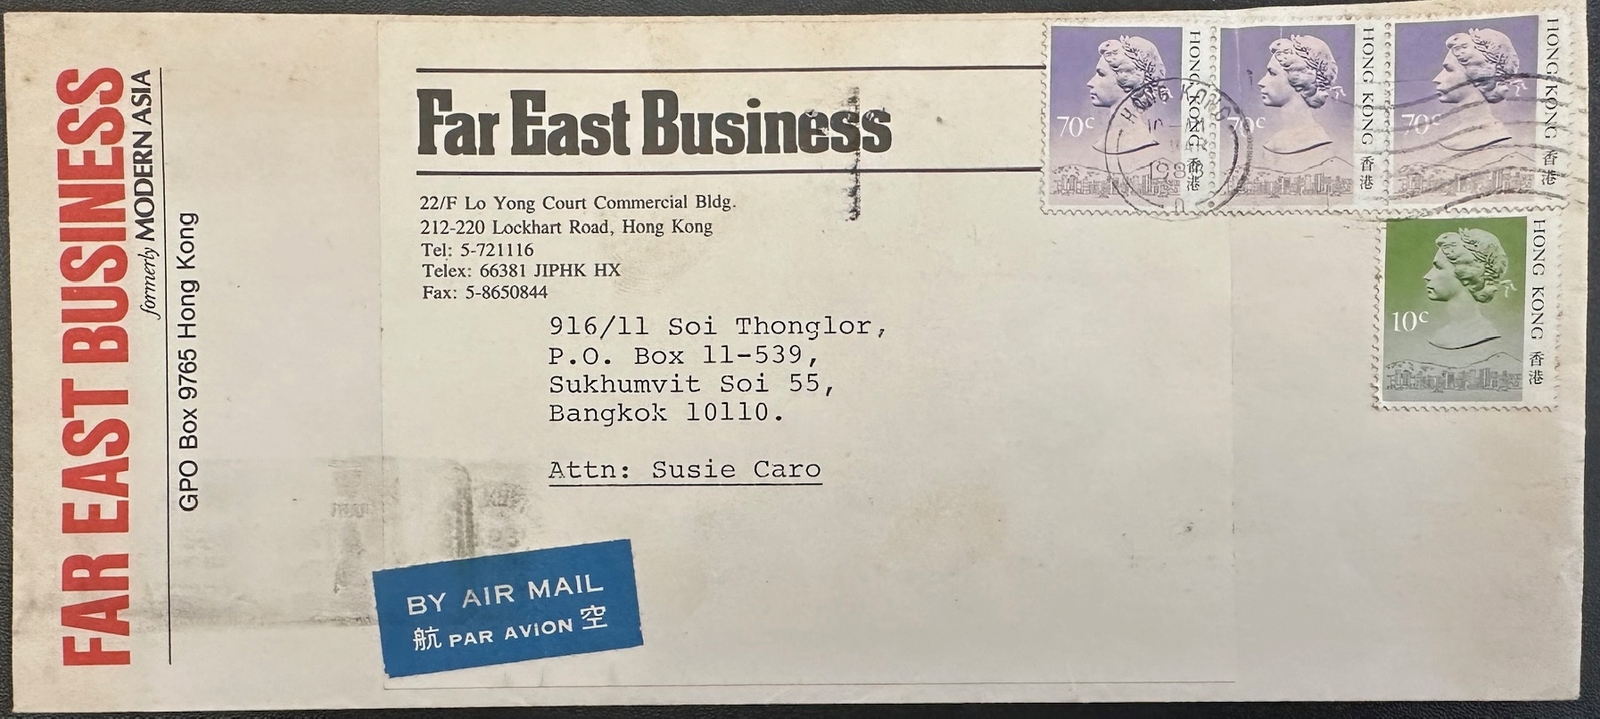 FAR EAST BUSINESS
formerly MODERN ASIA
GPO Box 9765 Hong Kong
Far East Business
22/F Lo Yong Court Commercial Bldg.
212-220 Lockhart Road, Hong Kong
Tel: 5-721116
Telex: 66381 JIPHK HX
Fax: 5-8650844
916/11 Soi Thonglor,
P.O. Box 11-539,
Sukhumvit Soi 55,
Bangkok 10110.
Attn: Susie Caro
BY AIR MAIL
航 PAR AVION 空
70c
HONG KONG 香港
70c
HONG KONG 香港
70c
HONG KONG 香港
HONG KONG
10c
HONG KONG 香港